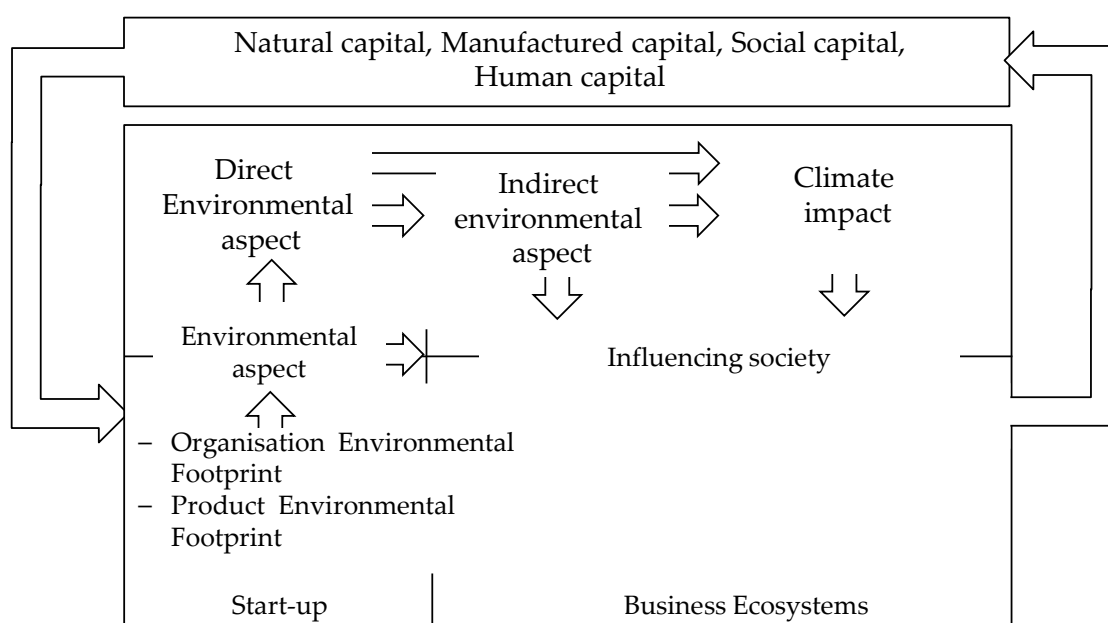 Natural capital, Manufactured capital, Social capital,
Human capital
Direct
Environmental
aspect
Indirect
environmental
aspect
Climate
impact
Environmental
aspect
Influencing society
– Organisation Environmental
Footprint
– Product Environmental
Footprint
Start-up
Business Ecosystems